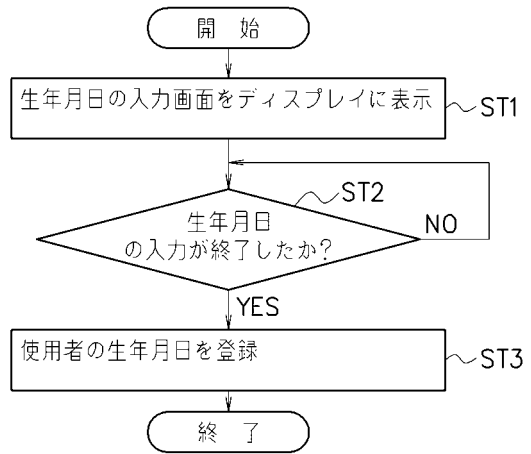 開 始
生年月日の入力画面をディスプレイに表示
ST1
ST2
生年月日
の入力が終了したか?
NO
YES
使用者の生年月日を登録
ST3
終 了